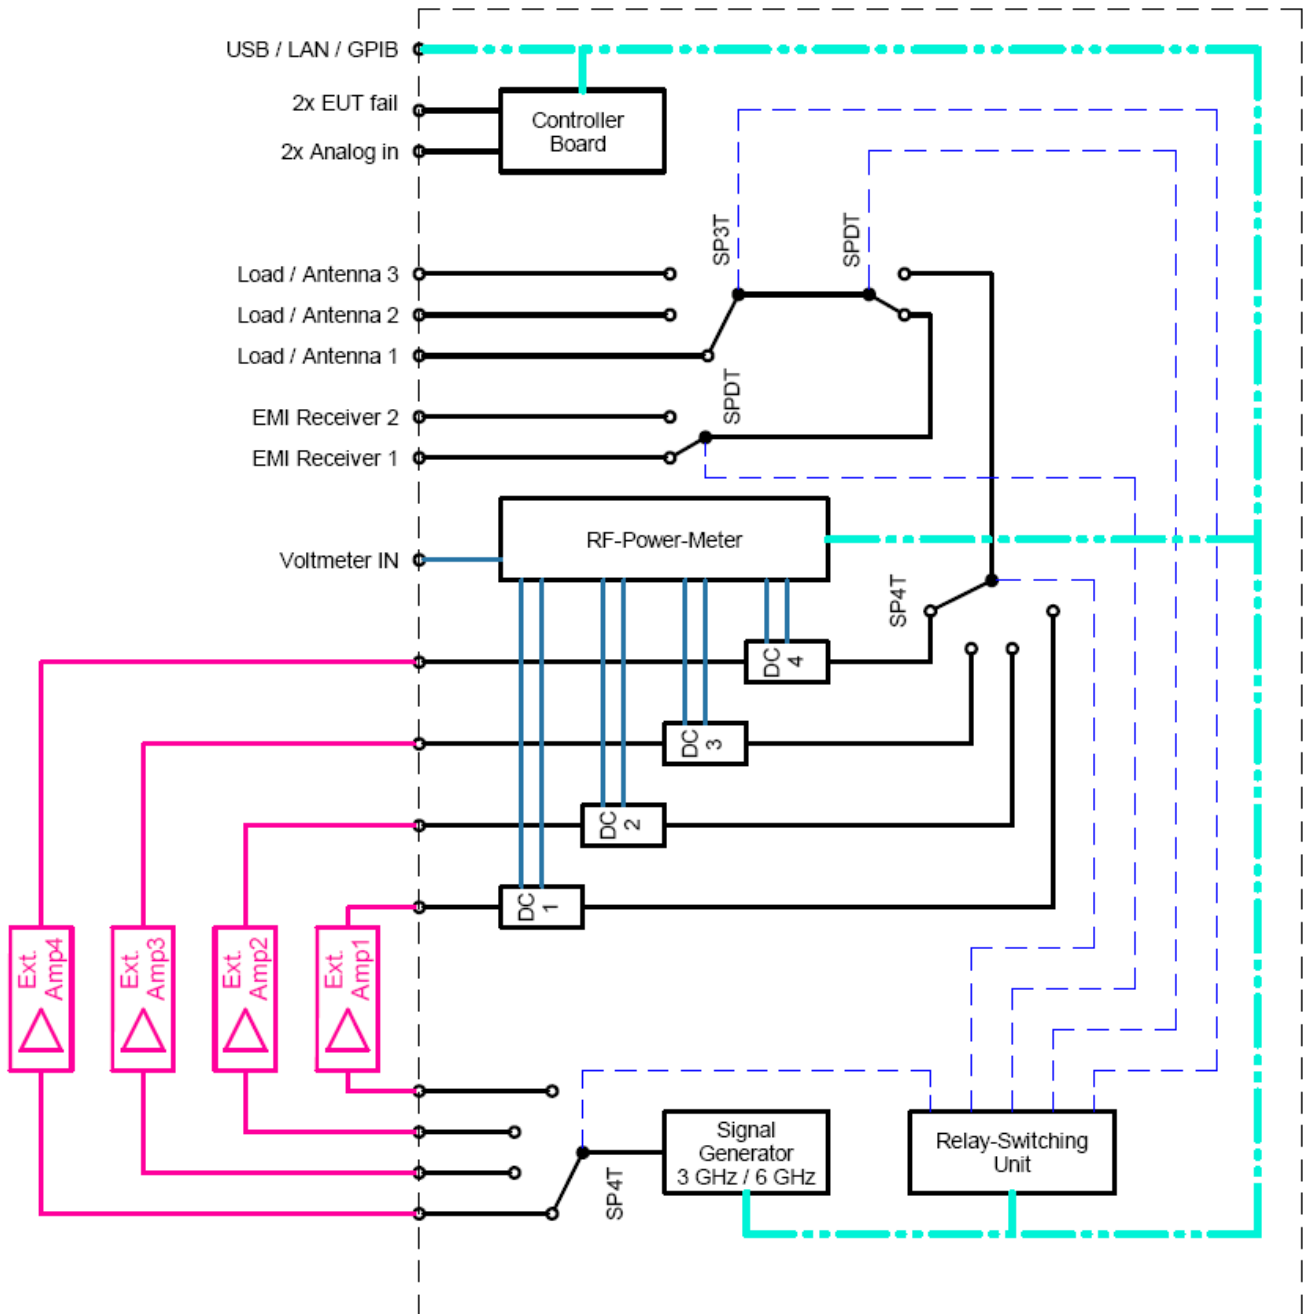 USB / LAN / GPIB
2x EUT fail
2x Analog in
Controller
Board
SP3T
SPDT
Load / Antenna 3
Load / Antenna 2
Load / Antenna 1
SPDT
EMI Receiver 2
EMI Receiver 1
RF-Power-Meter
Voltmeter IN
SP4T
DC
4
DC
3
DC
2
DC
1
Ext.
Amp4
Ext.
Amp3
Ext.
Amp2
Ext.
Amp1
SP4T
Signal
Generator
3 GHz / 6 GHz
Relay-Switching
Unit